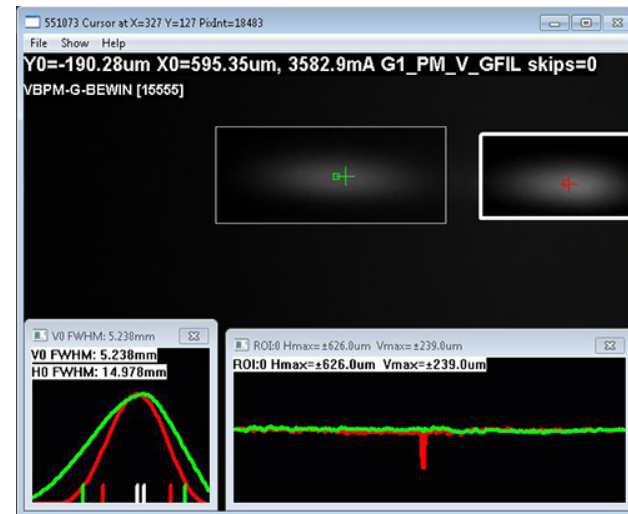 551073 Cursor at X=327 Y=127 PixInt=18483
File Show Help
Y0=-190.28um X0=595.35um, 3582.9mA G1_PM_V_GFIL skips=0
VBPM-G-BEWIN [15555]
V0 FWHM: 5.238mm
V0 FWHM: 5.238mm
H0 FWHM: 14.978mm
ROI:0 Hmax=±626.0um Vmax=±239.0um
ROI:0 Hmax=±626.0um Vmax=±239.0um